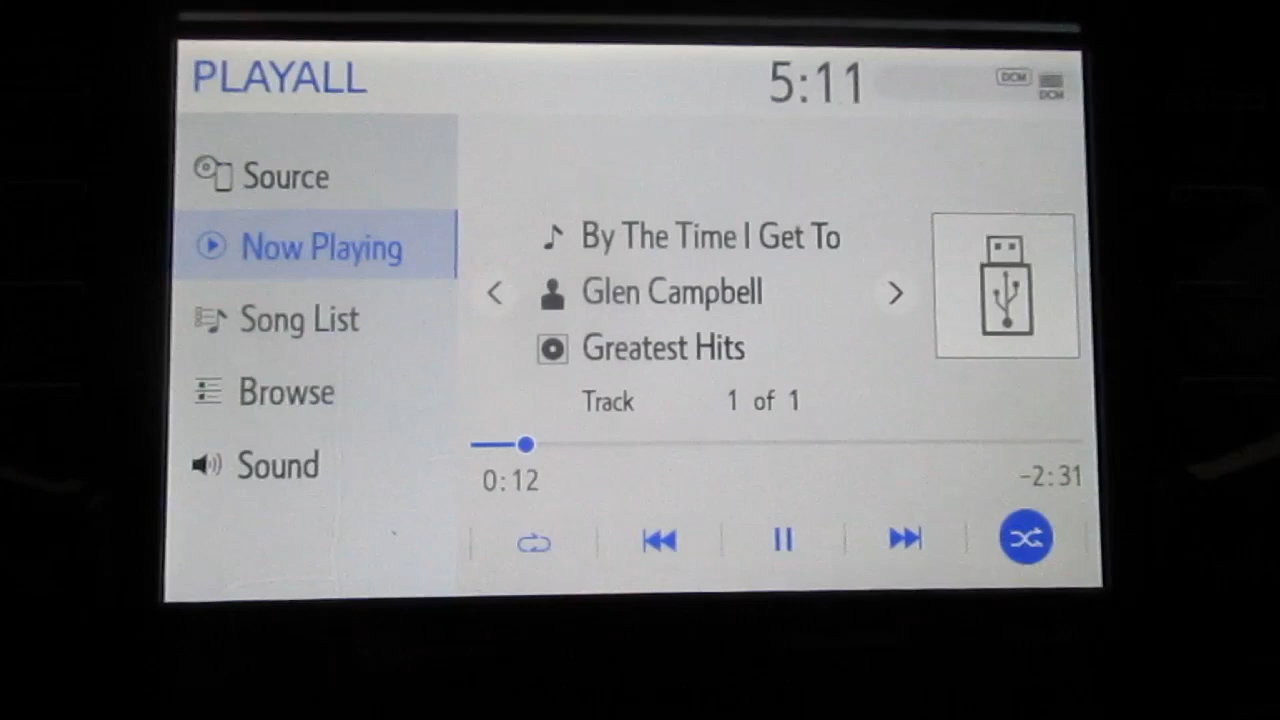 PLAYALL
5:11
DCM
DCM
Source
Now Playing
Song List
Browse
Sound
By The Time I Get To
Glen Campbell
Greatest Hits
Track 1 of 1
0:12
-2:31